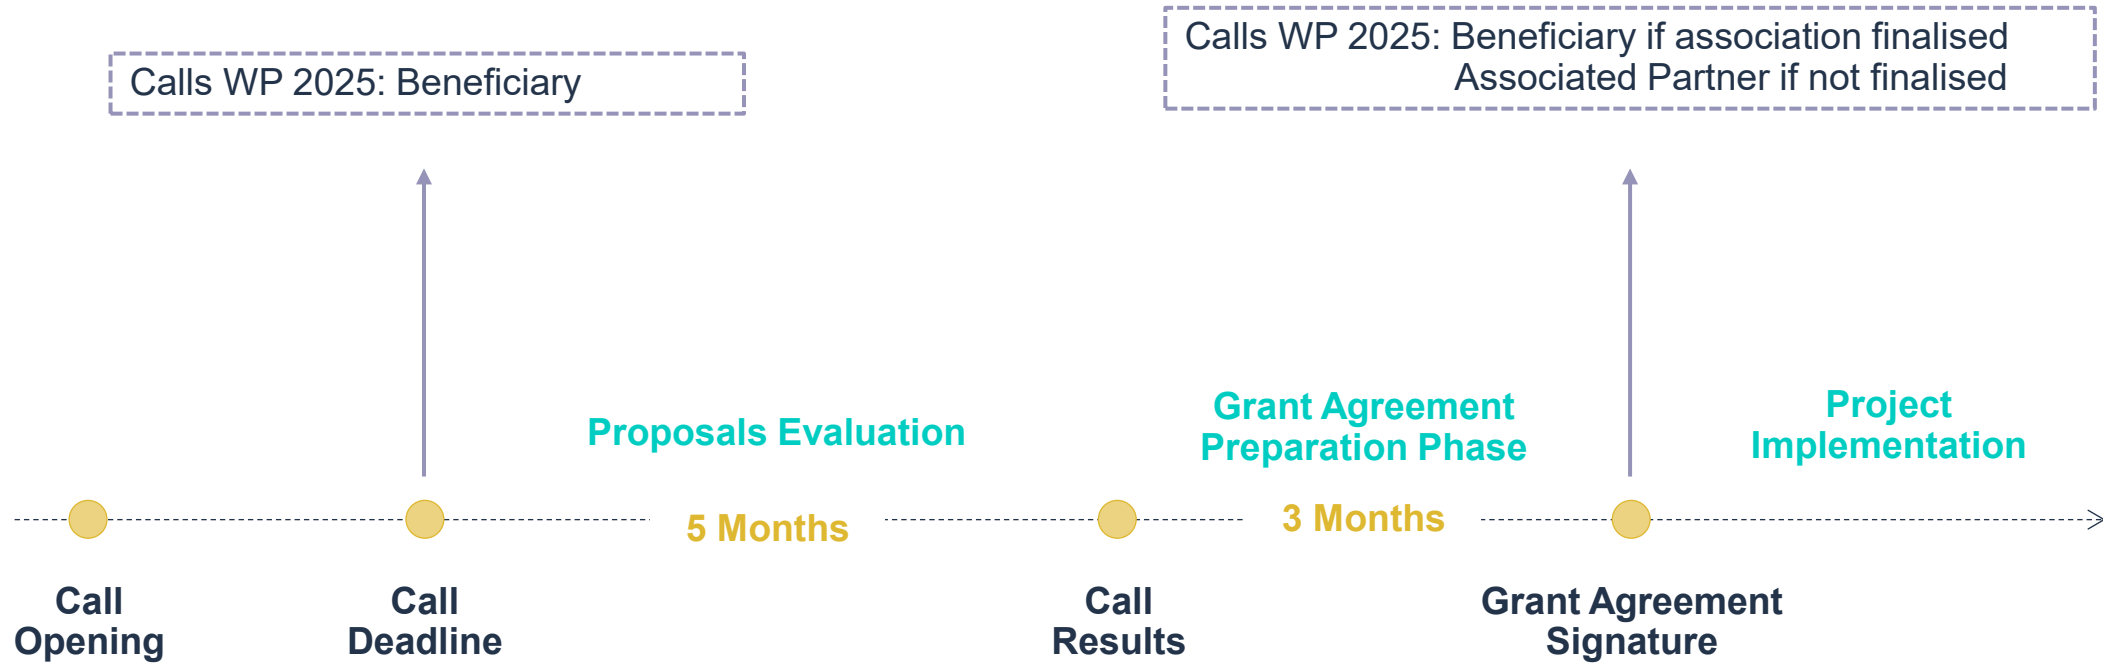 Calls WP 2025: Beneficiary
Calls WP 2025: Beneficiary if association finalised
Associated Partner if not finalised
Proposals Evaluation
Grant Agreement
Preparation Phase
Project
Implementation
5 Months
3 Months
Call
Opening
Call
Deadline
Call
Results
Grant Agreement
Signature